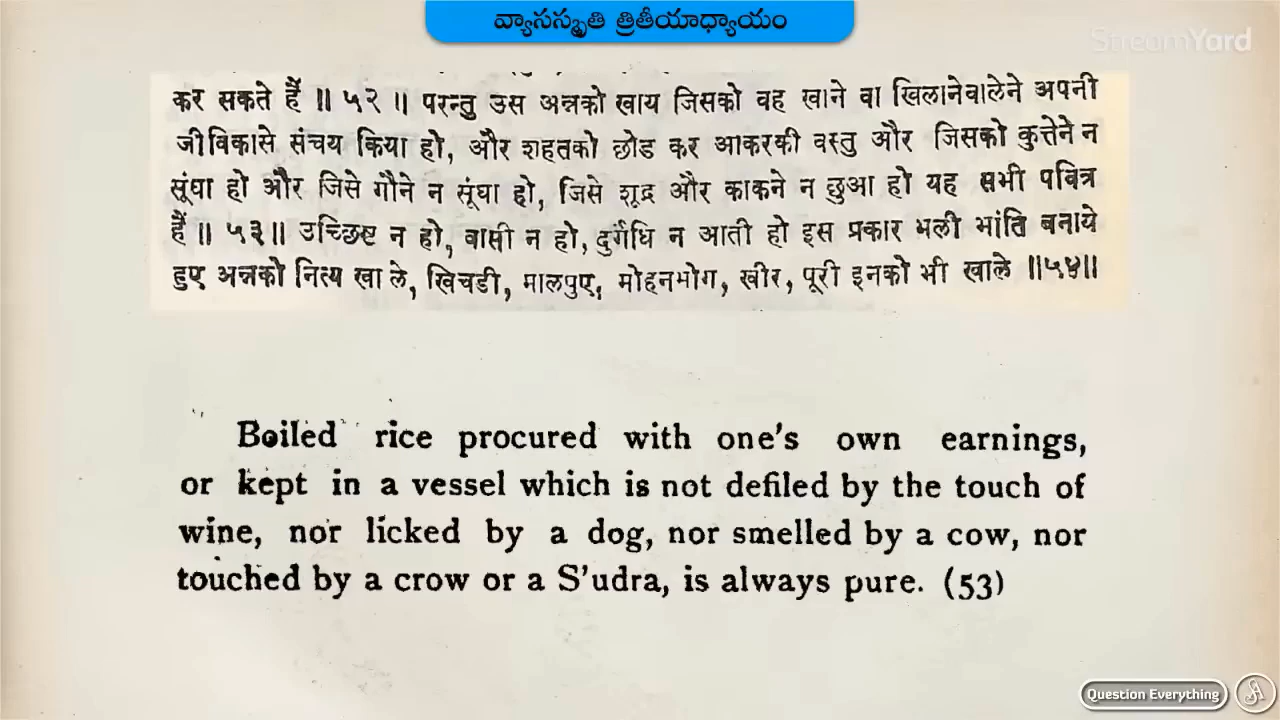 వ్యాసస్మృతి త్రితీయాధ్యాయం
StreamYard
कर सकते हैं ॥ ५२ ॥ परन्तु उस अन्नको खाय जिसको वह खाने वा खिलानेवालेने अपनी
जीविकासे संचय किया हो, और शहतको छोड कर आकरकी वस्तु और जिसको कुत्तेने न
सूंघा हो और जिसे गौने न सूंघा हो, जिसे शूद्र और काकने न छुआ हो यह सभी पवित्र
हैं ॥ ५३ ॥ उच्छिष्ट न हो, बासी न हो, दुर्गंधि न आती हो इस प्रकार भली भांति बनाये
हुए अन्नको नित्य खा ले, खिचडी, मालपुए, मोहनभोग, खीर, पूरी इनको भी खाले ॥५४॥
Boiled rice procured with one's own earnings,
or kept in a vessel which is not defiled by the touch of
wine, nor licked by a dog, nor smelled by a cow, nor
touched by a crow or a S'udra, is always pure. (53)
Question Everything